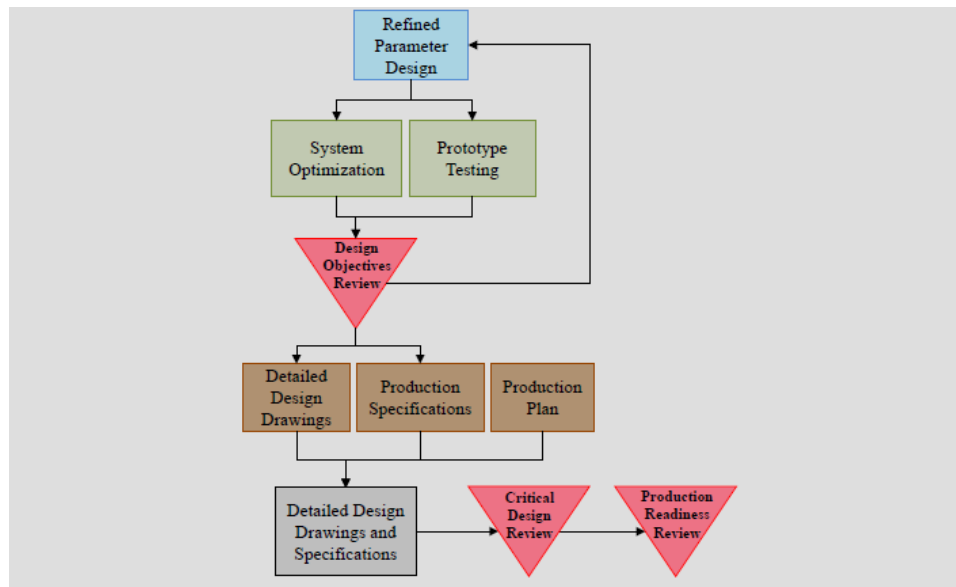 Refined
Parameter
Design
System
Optimization
Prototype
Testing
Design
Objectives
Review
Detailed
Design
Drawings
Production
Specifications
Production
Plan
Detailed Design
Drawings and
Specifications
Critical
Design
Review
Production
Readiness
Review